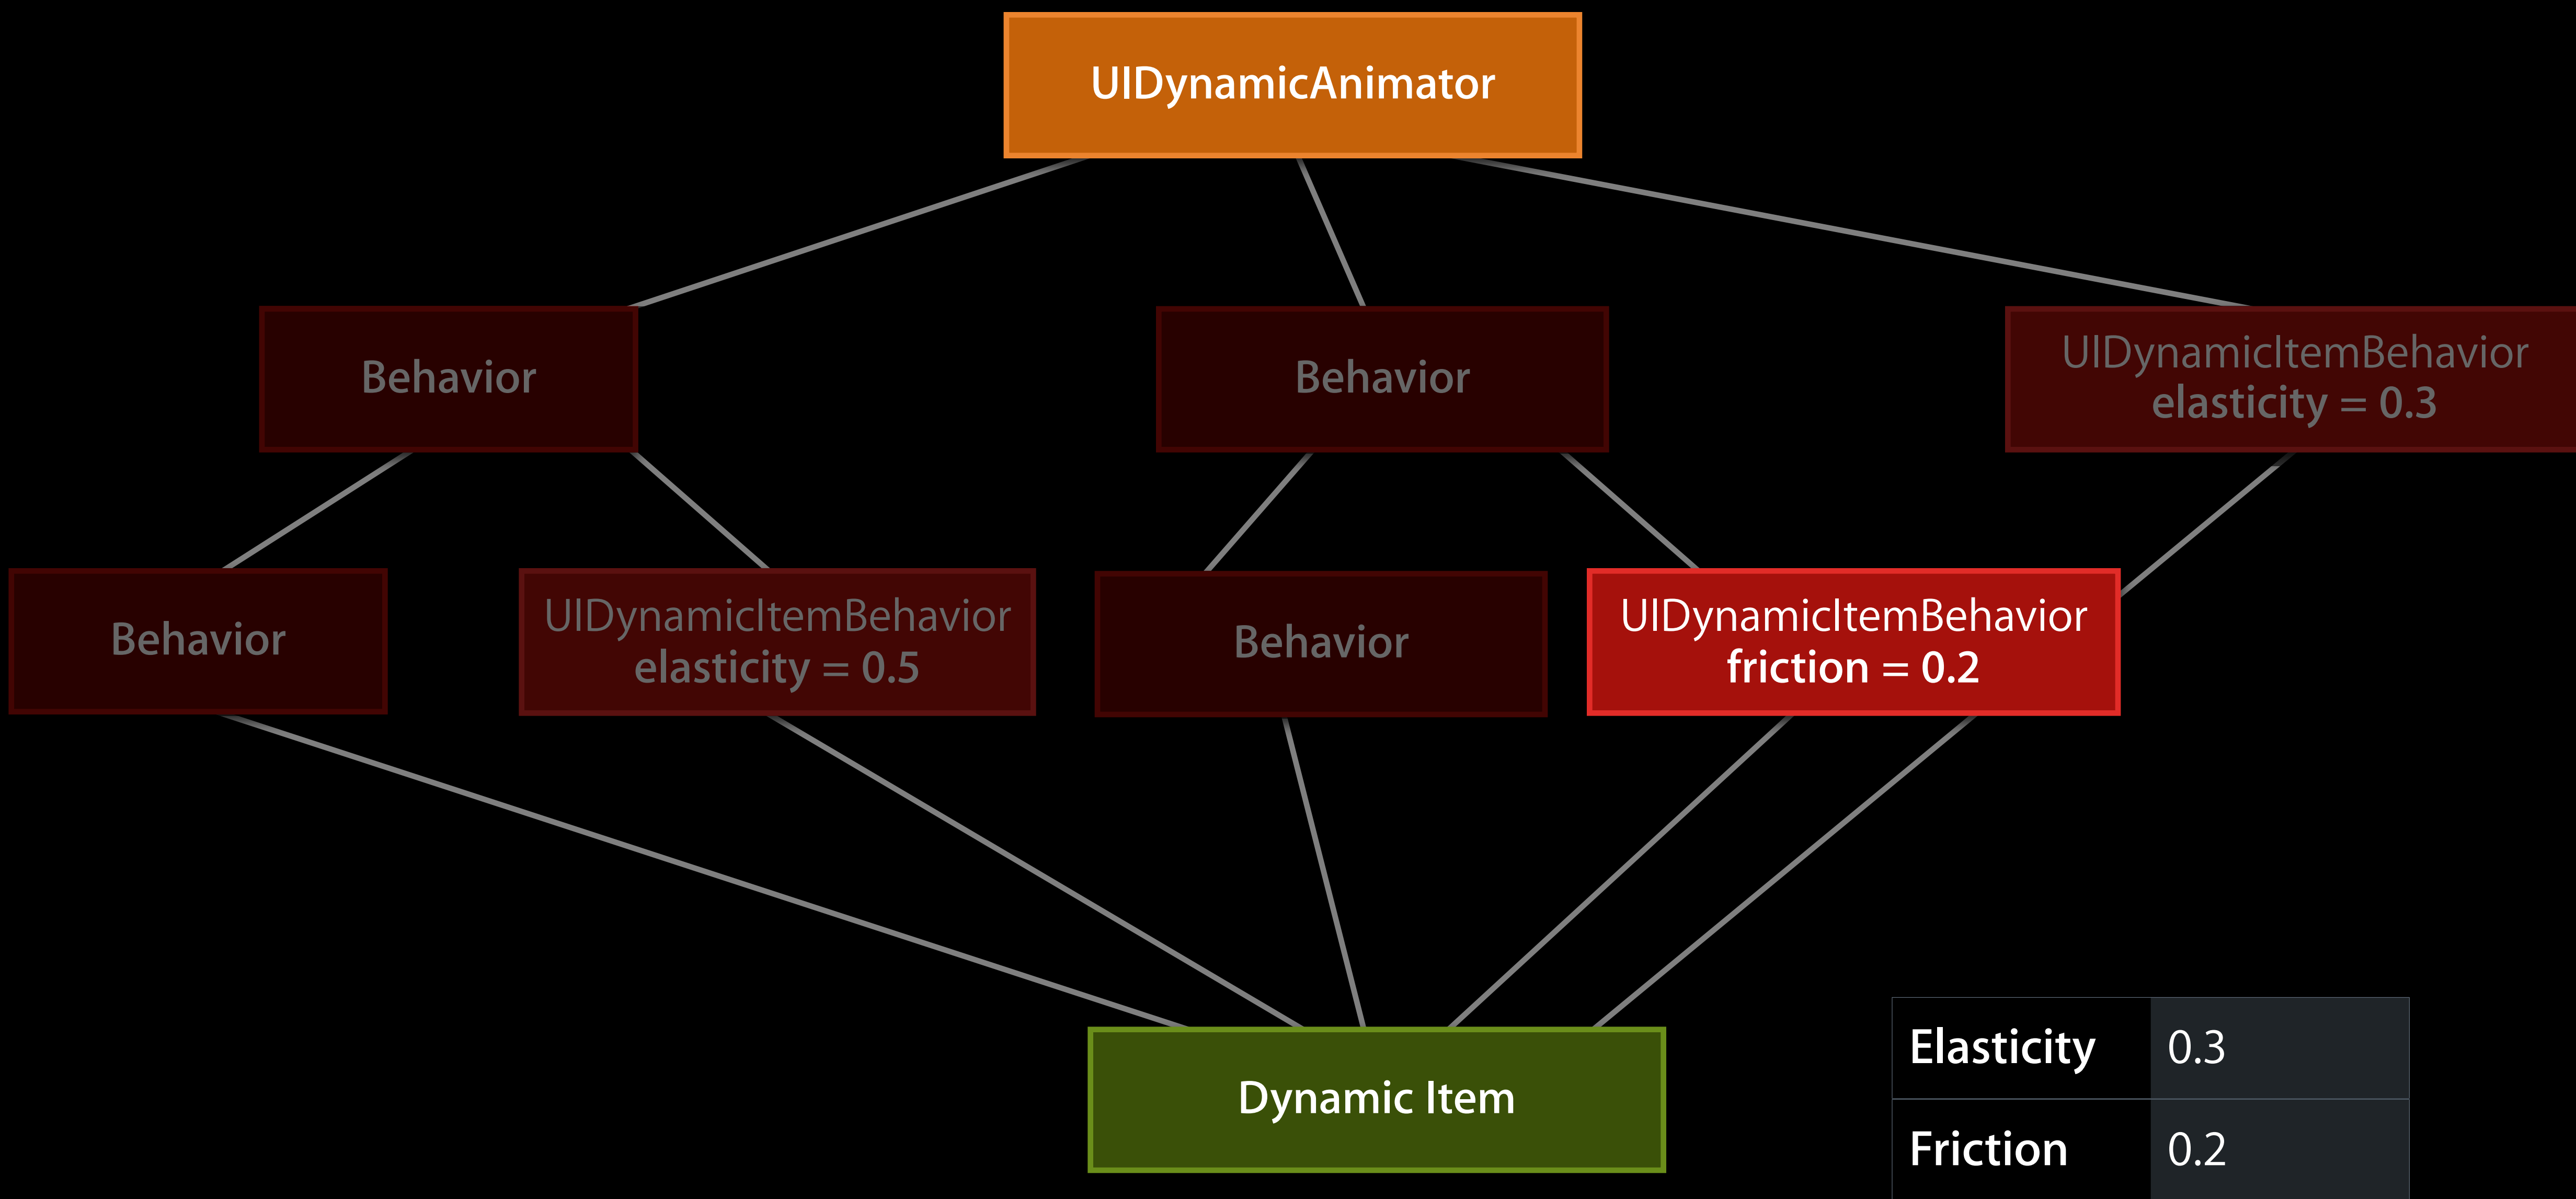 UIDynamicAnimator
Behavior
Behavior
UIDynamicItemBehavior
elasticity = 0.3
Behavior
UIDynamicItemBehavior
elasticity = 0.5
Behavior
UIDynamicItemBehavior
friction = 0.2
Dynamic Item
Elasticity 0.3
Friction 0.2